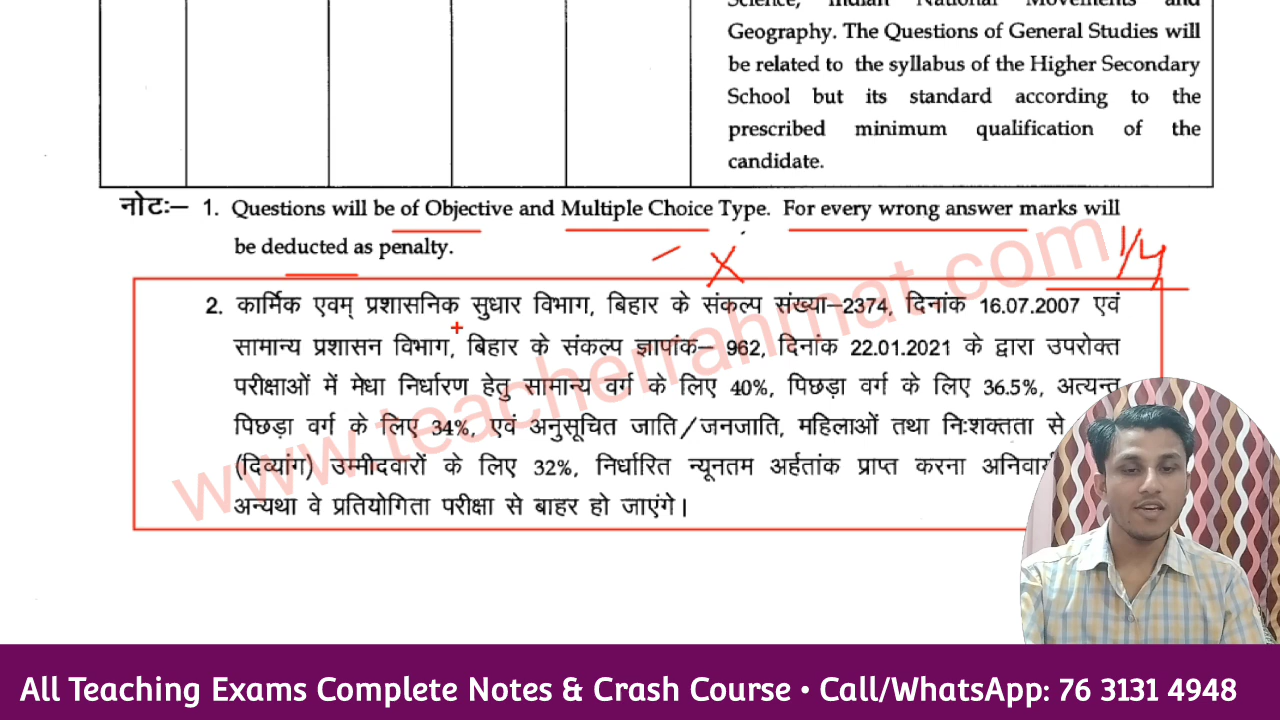 Science, Indian National Movements and
Geography. The Questions of General Studies will
be related to the syllabus of the Higher Secondary
School but its standard according to the
prescribed minimum qualification of the
candidate.
नोटः– 1. Questions will be of Objective and Multiple Choice Type. For every wrong answer marks will
be deducted as penalty.
1/4
2. कार्मिक एवम् प्रशासनिक सुधार विभाग, बिहार के संकल्प संख्या–2374, दिनांक 16.07.2007 एवं
सामान्य प्रशासन विभाग, बिहार के संकल्प ज्ञापांक– 962, दिनांक 22.01.2021 के द्वारा उपरोक्त
परीक्षाओं में मेधा निर्धारण हेतु सामान्य वर्ग के लिए 40%, पिछड़ा वर्ग के लिए 36.5%, अत्यन्त
पिछड़ा वर्ग के लिए 34%, एवं अनुसूचित जाति/जनजाति, महिलाओं तथा निःशक्तता से
(दिव्यांग) उम्मीदवारों के लिए 32%, निर्धारित न्यूनतम अर्हतांक प्राप्त करना
अन्यथा वे प्रतियोगिता परीक्षा से बाहर हो जाएंगे।
www.teacherrahmat.com
All Teaching Exams Complete Notes & Crash Course • Call/WhatsApp: 76 3131 4948